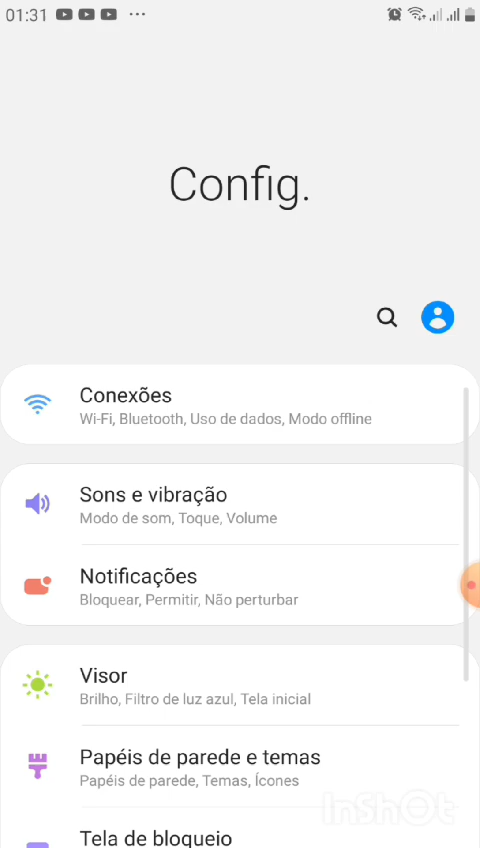 01:31
Config.
Conexões
Wi-Fi, Bluetooth, Uso de dados, Modo offline
Sons e vibração
Modo de som, Toque, Volume
Notificações
Bloquear, Permitir, Não perturbar
Visor
Brilho, Filtro de luz azul, Tela inicial
Papéis de parede e temas
Papéis de parede, Temas, Ícones
InShOt
Tela de bloqueio